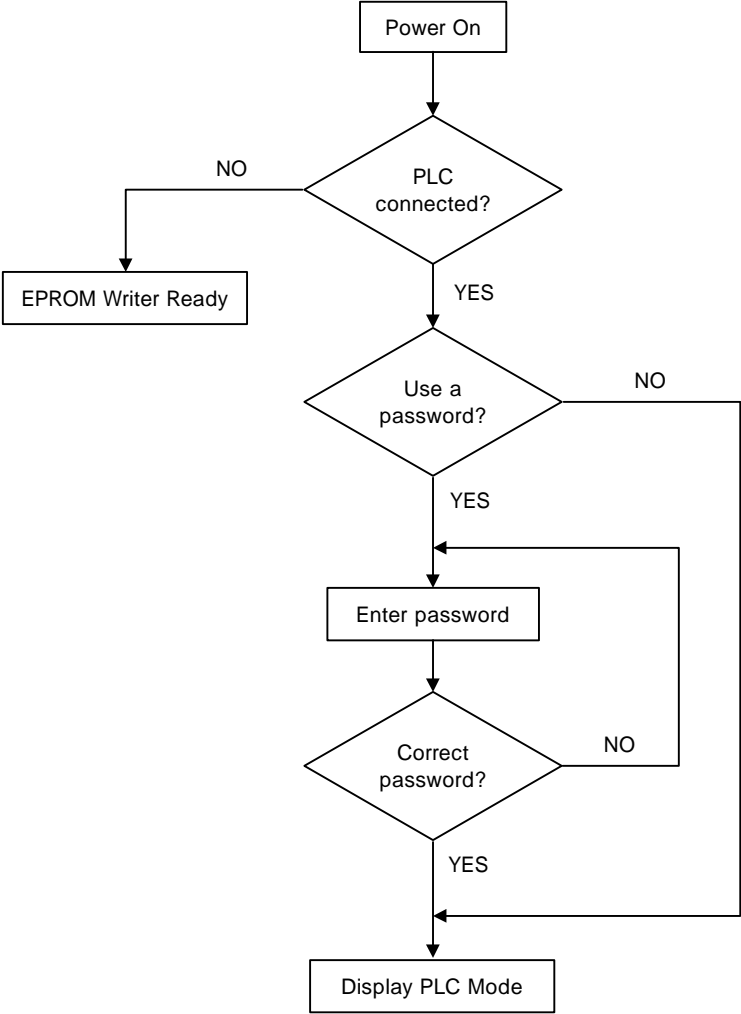 Power On
PLC
connected?
NO
EPROM Writer Ready
YES
Use a
password?
NO
YES
Enter password
Correct
password?
NO
YES
Display PLC Mode